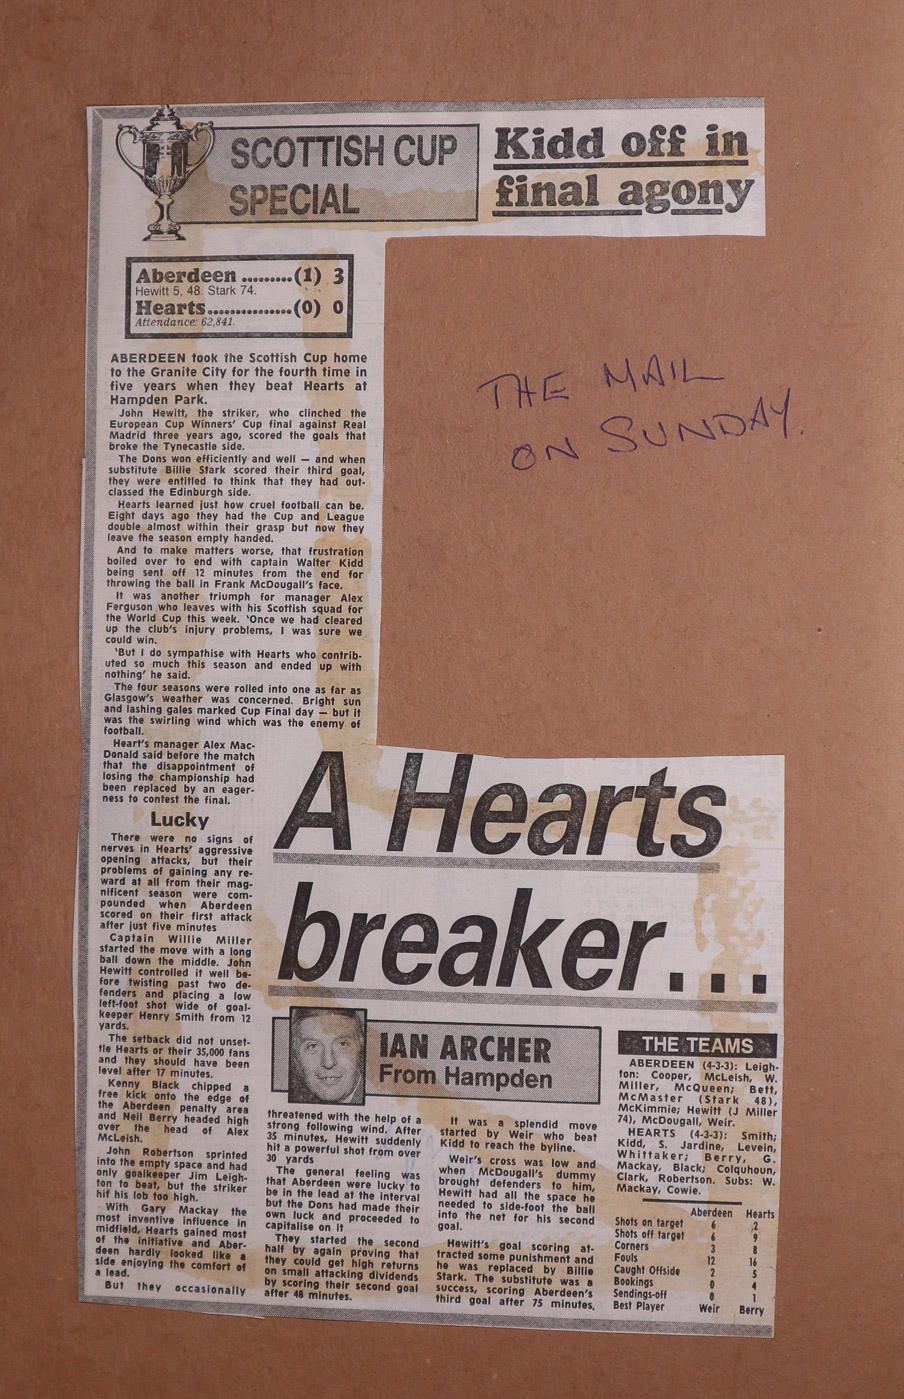 SCOTTISH CUP
SPECIAL
Kidd off in
final agony
Aberdeen .........(1) 3
Hewitt 5, 48. Stark 74.
Hearts...............(0) 0
Attendance: 62,841.
THE MAIL
ON SUNDAY.
ABERDEEN took the Scottish Cup home
to the Granite City for the fourth time in
five years when they beat Hearts at
Hampden Park.
John Hewitt, the striker, who clinched the
European Cup Winners' Cup final against Real
Madrid three years ago, scored the goals that
broke the Tynecastle side.
The Dons won efficiently and well — and when
substitute Billie Stark scored their third goal,
they were entitled to think that they had out-
classed the Edinburgh side.
Hearts learned just how cruel football can be.
Eight days ago they had the Cup and League
double almost within their grasp but now they
leave the season empty handed.
And to make matters worse, that frustration
boiled over to end with captain Walter Kidd
being sent off 12 minutes from the end for
throwing the ball in Frank McDougall's face.
It was another triumph for manager Alex
Ferguson who leaves with his Scottish squad for
the World Cup this week. 'Once we had cleared
up the club's injury problems, I was sure we
could win.
'But I do sympathise with Hearts who contrib-
uted so much this season and ended up with
nothing' he said.
The four seasons were rolled into one as far as
Glasgow's weather was concerned. Bright sun
and lashing gales marked Cup Final day — but it
was the swirling wind which was the enemy of
football.
Heart's manager Alex Mac-
Donald said before the match
that the disappointment of
losing the championship had
been replaced by an eager-
ness to contest the final.
Lucky
There were no signs of
nerves in Hearts' aggressive
opening attacks, but their
problems of gaining any re-
ward at all from their mag-
nificent season were com-
pounded when Aberdeen
scored on their first attack
after just five minutes
Captain Willie Miller
started the move with a long
ball down the middle. John
Hewitt controlled it well be-
fore twisting past two de-
fenders and placing a low
left-foot shot wide of goal-
keeper Henry Smith from 12
yards.
The setback did not unset-
tle Hearts or their 35,000 fans
and they should have been
level after 17 minutes.
Kenny Black chipped a
free kick onto the edge of
the Aberdeen penalty area
and Neil Berry headed high
over the head of Alex
McLeish.
John Robertson sprinted
into the empty space and had
only goalkeeper Jim Leigh-
ton to beat, but the striker
hif his lob too high.
With Gary Mackay the
most inventive influence in
midfield, Hearts gained most
of the initiative and Aber-
deen hardly looked like a
side enjoying the comfort of
a lead.
But they occasionally
A Hearts
breaker...
IAN ARCHER
From Hampden
threatened with the help of a
strong following wind. After
35 minutes, Hewitt suddenly
hit a powerful shot from over
30 yards
The general feeling was
that Aberdeen were lucky to
be in the lead at the interval
but the Dons had made their
own luck and proceeded to
capitalise on it
They started the second
half by again proving that
they could get high returns
on small attacking dividends
by scoring their second goal
after 48 minutes.
It was a splendid move
started by Weir who beat
Kidd to reach the byline.
Weir's cross was low and
when McDougall's dummy
brought defenders to him,
Hewitt had all the space he
needed to side-foot the ball
into the net for his second
goal.
Hewitt's goal scoring at-
tracted some punishment and
he was replaced by Billie
Stark. The substitute was a
success, scoring Aberdeen's
third goal after 75 minutes,
THE TEAMS
ABERDEEN (4-3-3): Leigh-
ton: Cooper, McLeish, W.
Miller, McQueen; Bett,
McMaster (Stark 48),
McKimmie; Hewitt (J Miller
74), McDougall, Weir.
HEARTS (4-3-3): Smith;
Kidd, S. Jardine, Levein,
Whittaker; Berry, G.
Mackay, Black; Colquhoun,
Clark, Robertson. Subs: W.
Mackay, Cowie.
Aberdeen Hearts
Shots on target 6 2
Shots off target 6 9
Corners 3 8
Fouls 12 16
Caught Offside 2 5
Bookings 0 4
Sendings-off 0 1
Best Player Weir Berry